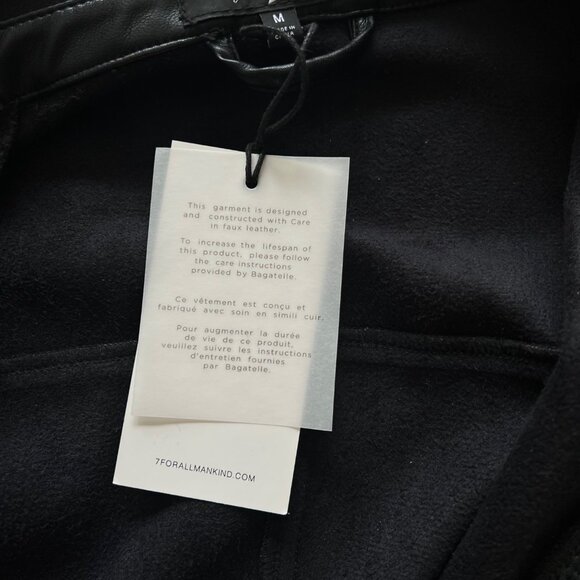 M
MADE IN
This garment is designed
and constructed with Care
in faux leather.
To increase the lifespan of
this product, please follow
the care instructions
provided by Bagatelle.
Ce vêtement est conçu et
fabriqué avec soin en simili cuir.
Pour augmenter la durée
de vie de ce produit,
veuillez suivre les instructions
d'entretien fournies
par Bagatelle.
7FORALLMANKIND.COM